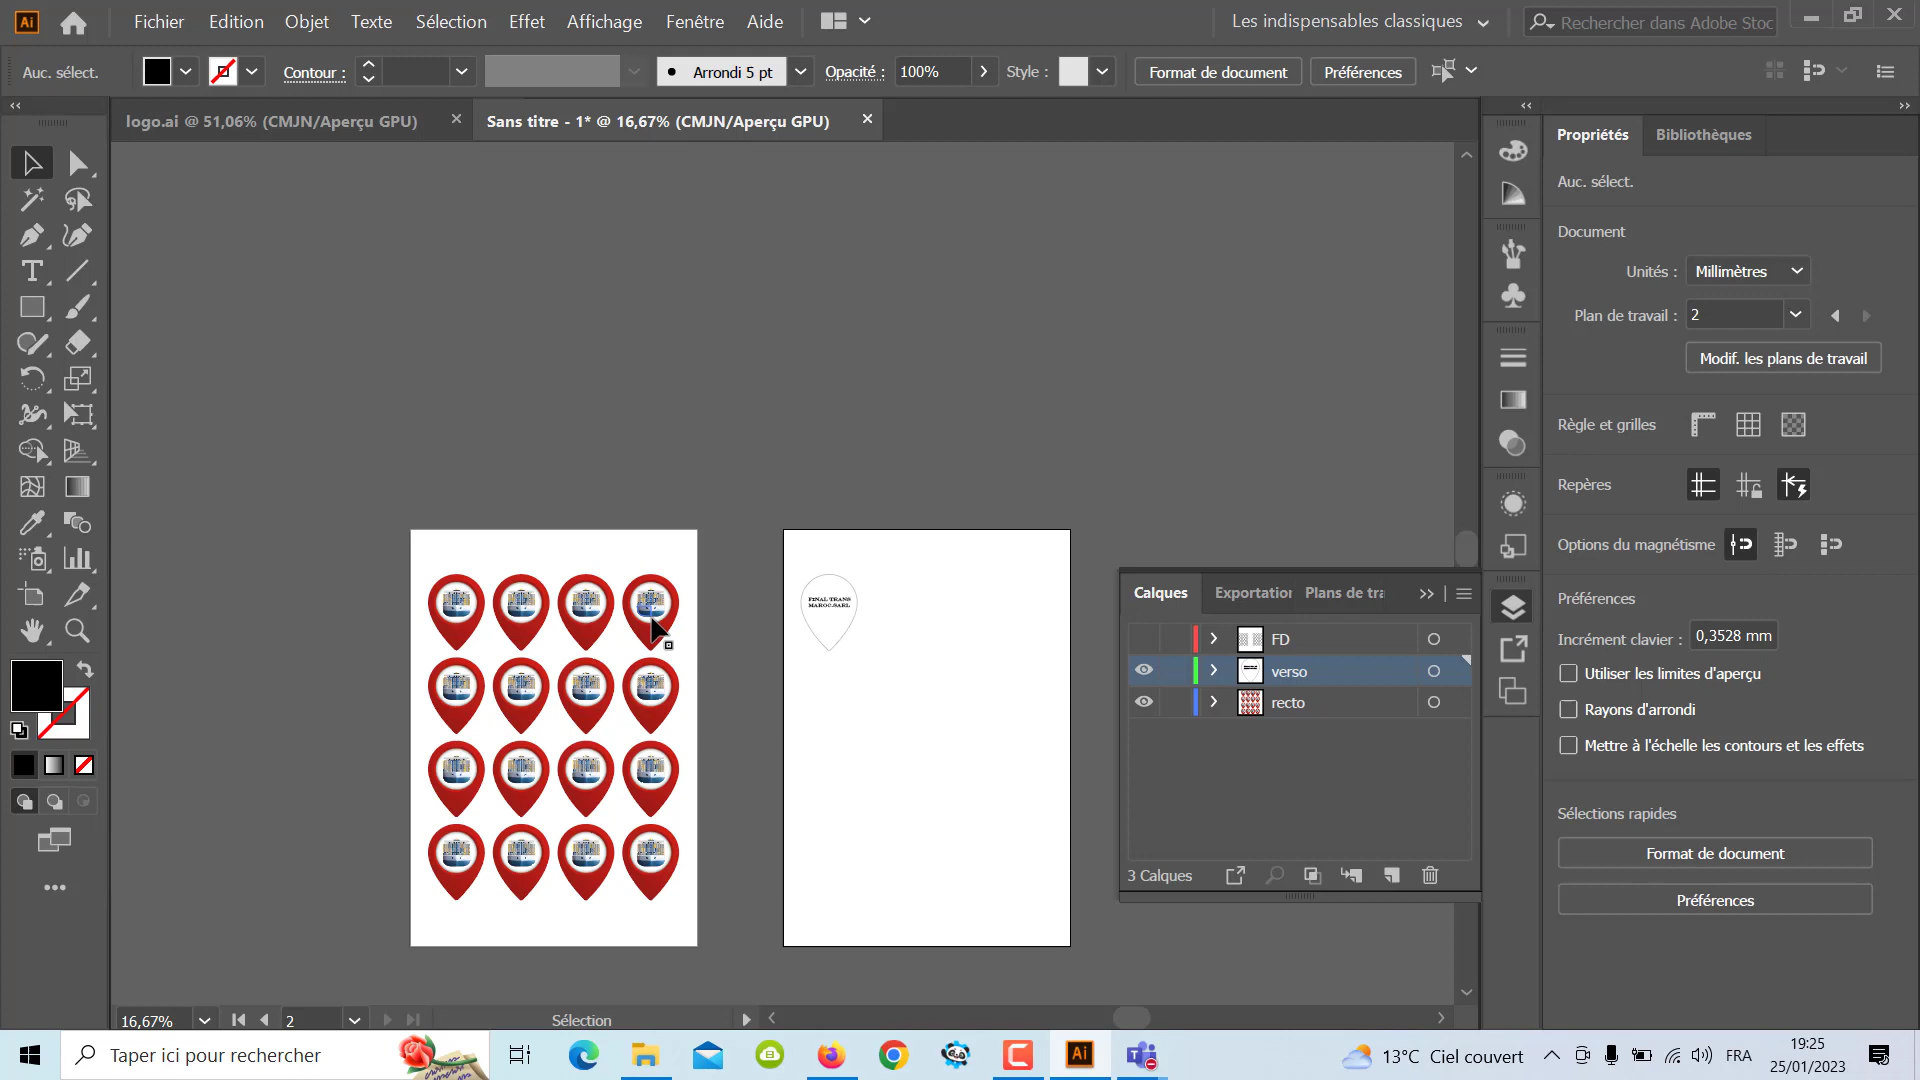 Ai
Fichier
Edition
Objet
Texte
Sélection
Effet
Affichage
Fenêtre
Aide
Les indispensables classiques
Rechercher dans Adobe Stoc
Auc. sélect.
Contour :
Arrondi 5 pt
Opacité :
100%
Style :
Format de document
Préférences
logo.ai @ 51,06% (CMJN/Aperçu GPU)
Sans titre - 1* @ 16,67% (CMJN/Aperçu GPU)
Propriétés
Bibliothèques
Auc. sélect.
Document
Unités :
Millimètres
Plan de travail :
2
Modif. les plans de travail
Règle et grilles
Repères
Options du magnétisme
Préférences
Incrément clavier :
0,3528 mm
Utiliser les limites d'aperçu
Rayons d'arrondi
Mettre à l'échelle les contours et les effets
Sélections rapides
Format de document
Préférences
FINAL TRANS
MAROC.SARL
Calques
Exportation
Plans de tra
FD
verso
recto
3 Calques
16,67%
2
Sélection
Taper ici pour rechercher
Ai
13°C Ciel couvert
FRA
19:25
25/01/2023